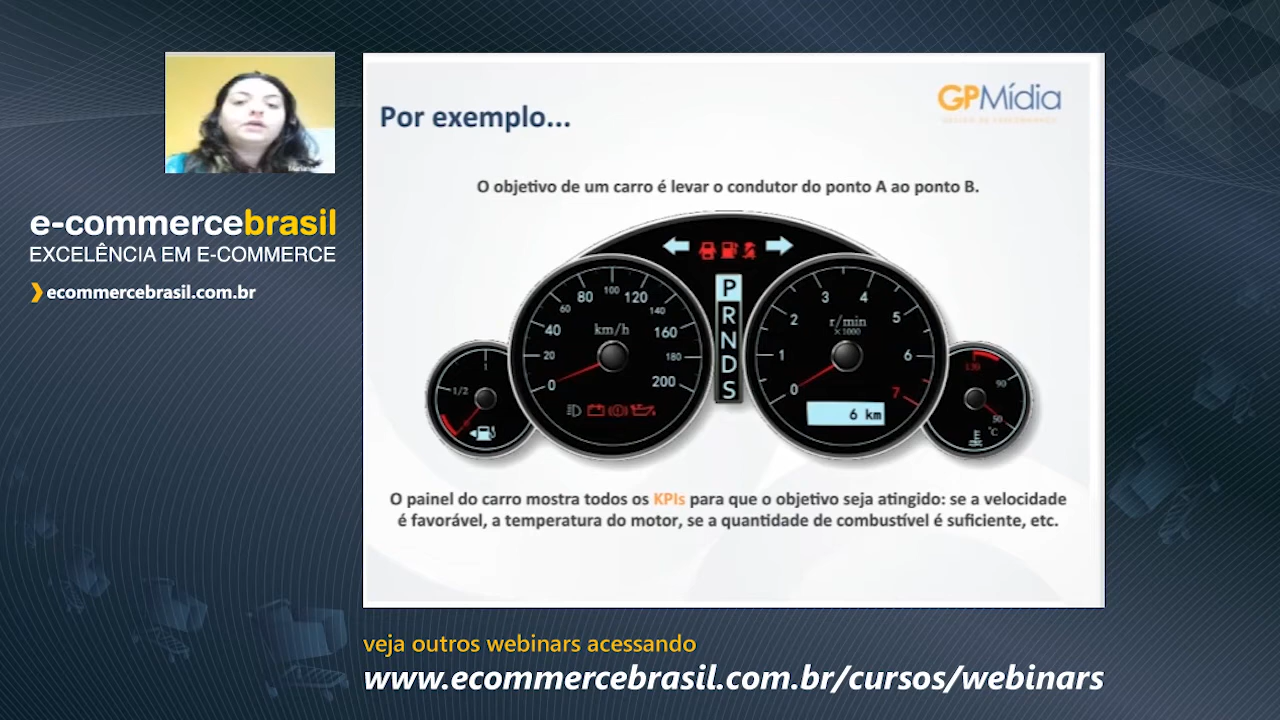 GPMídia
Por exemplo...
O objetivo de um carro é levar o condutor do ponto A ao ponto B.
e-commercebrasil
EXCELÊNCIA EM E-COMMERCE
ecommercebrasil.com.br
P
R
N
D
S
0
20
40
60
80
100
120
140
160
180
200
km/h
0
1
2
3
4
5
6
7
r/min
×1000
6 km
1/2
1
130
90
50
°C
O painel do carro mostra todos os KPIs para que o objetivo seja atingido: se a velocidade
é favorável, a temperatura do motor, se a quantidade de combustível é suficiente, etc.
veja outros webinars acessando
www.ecommercebrasil.com.br/cursos/webinars